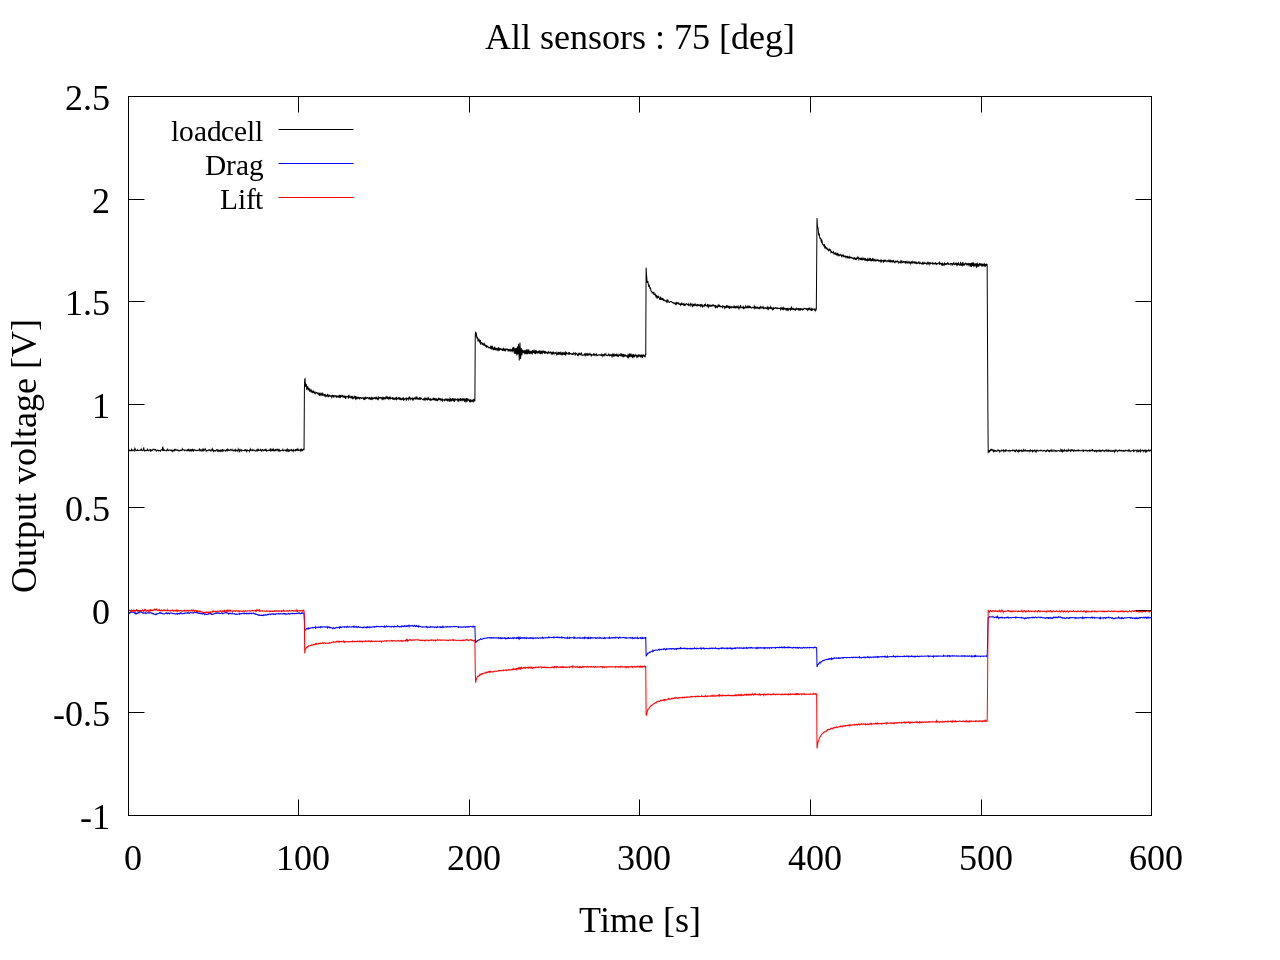 All sensors : 75 [deg]
2.5
2
1.5
1
0.5
0
-0.5
-1
loadcell
Drag
Lift
Output voltage [V]
0 100 200 300 400 500 600
Time [s]